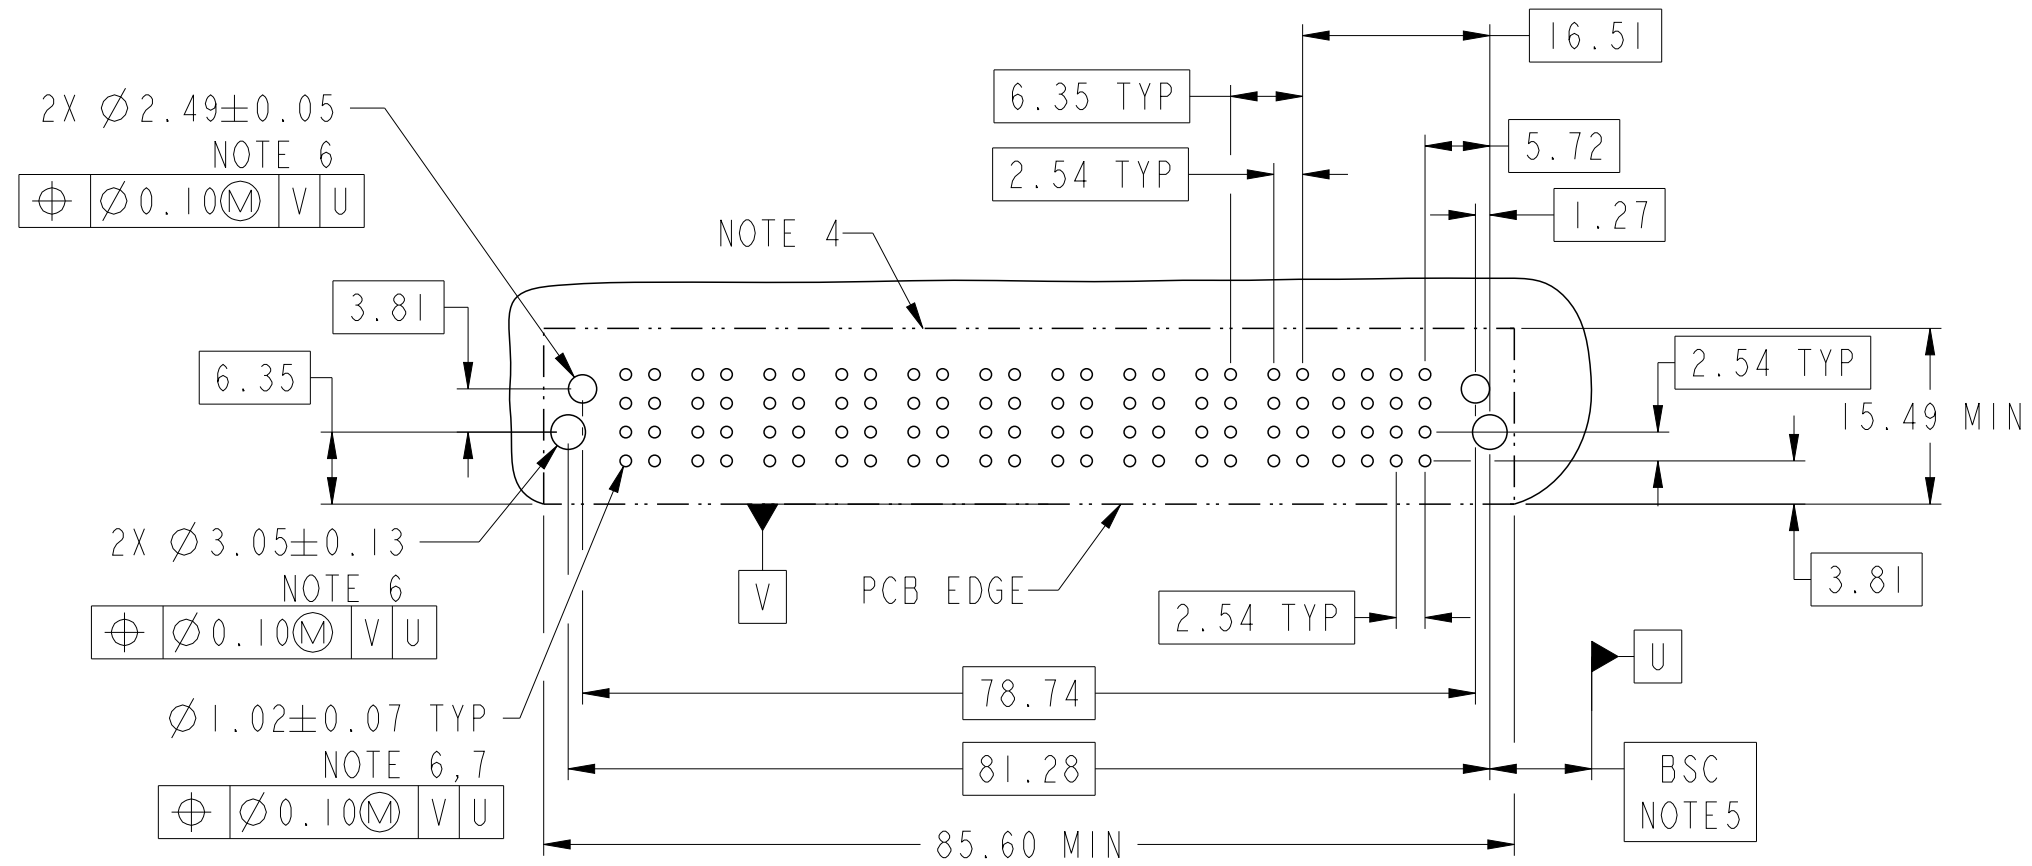 16.51
6.35 TYP
2X ⌀2.49±0.05
NOTE 6
⌖ ⌀0.10Ⓜ V U
5.72
2.54 TYP
1.27
NOTE 4
3.81
6.35
2.54 TYP
15.49 MIN
2X ⌀3.05±0.13
NOTE 6
⌖ ⌀0.10Ⓜ V U
V
PCB EDGE
3.81
2.54 TYP
U
78.74
⌀1.02±0.07 TYP
NOTE 6,7
⌖ ⌀0.10Ⓜ V U
81.28
BSC
NOTE5
85.60 MIN